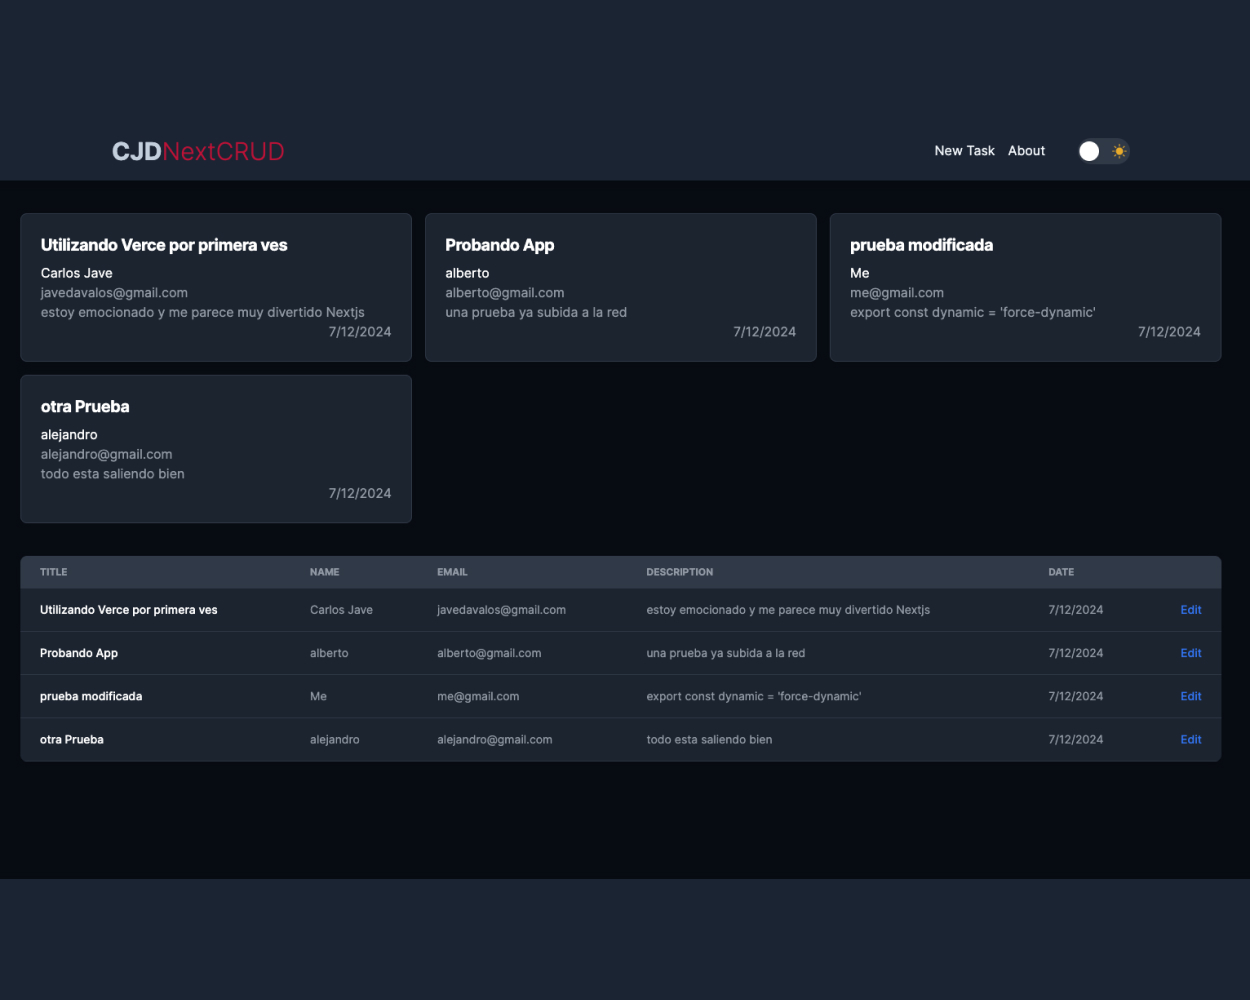 CJDNextCRUD
New Task About
Utilizando Verce por primera ves
Carlos Jave
javedavalos@gmail.com
estoy emocionado y me parece muy divertido Nextjs
7/12/2024
Probando App
alberto
alberto@gmail.com
una prueba ya subida a la red
7/12/2024
prueba modificada
Me
me@gmail.com
export const dynamic = 'force-dynamic'
7/12/2024
otra Prueba
alejandro
alejandro@gmail.com
todo esta saliendo bien
7/12/2024
TITLE NAME EMAIL DESCRIPTION DATE
Utilizando Verce por primera ves Carlos Jave javedavalos@gmail.com estoy emocionado y me parece muy divertido Nextjs 7/12/2024 Edit
Probando App alberto alberto@gmail.com una prueba ya subida a la red 7/12/2024 Edit
prueba modificada Me me@gmail.com export const dynamic = 'force-dynamic' 7/12/2024 Edit
otra Prueba alejandro alejandro@gmail.com todo esta saliendo bien 7/12/2024 Edit